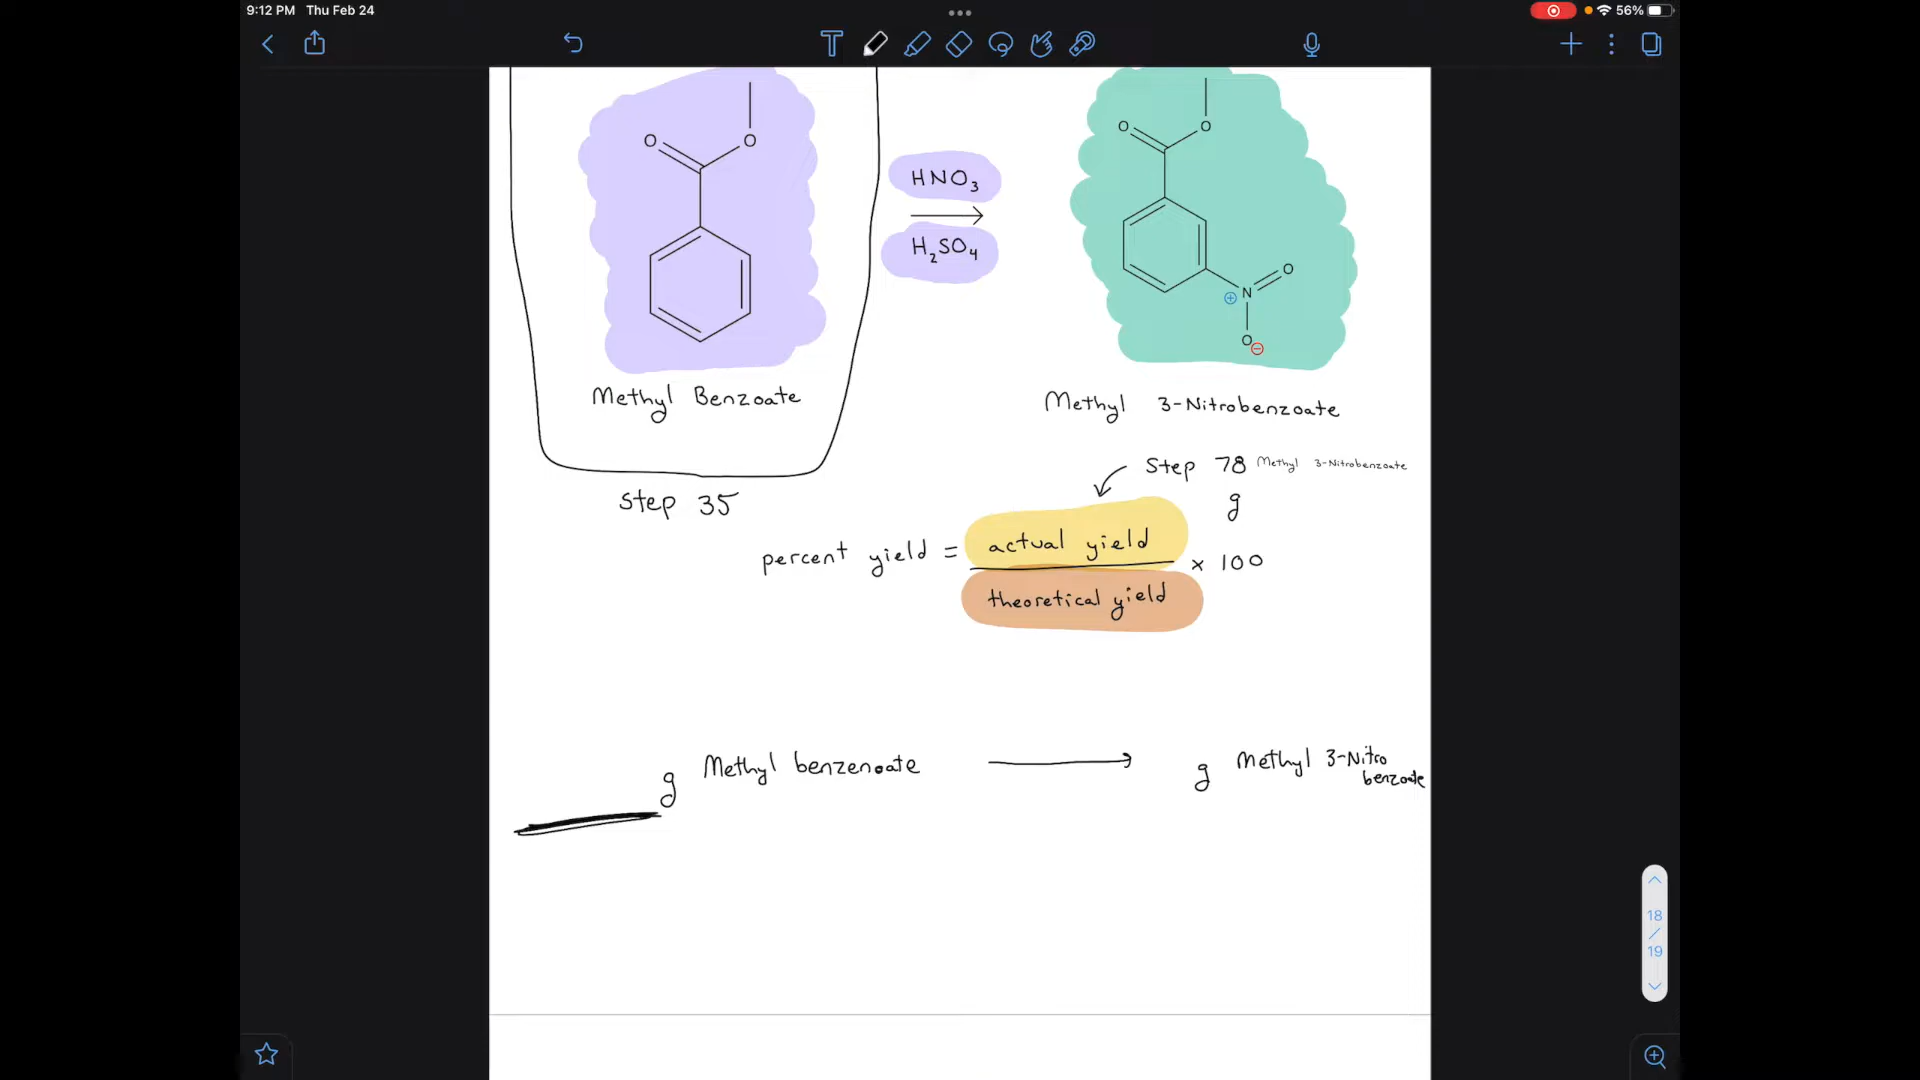 9:12 PM Thu Feb 24
56%
O
O
HNO3
H2SO4
Methyl Benzoate
Step 35
O
O
N
O
O
Methyl 3-Nitrobenzoate
Step 78 Methyl 3-Nitrobenzoate
g
percent yield = actual yield
theoretical yield
x 100
g Methyl benzenoate
g Methyl 3-Nitro
benzoate
18
/
19